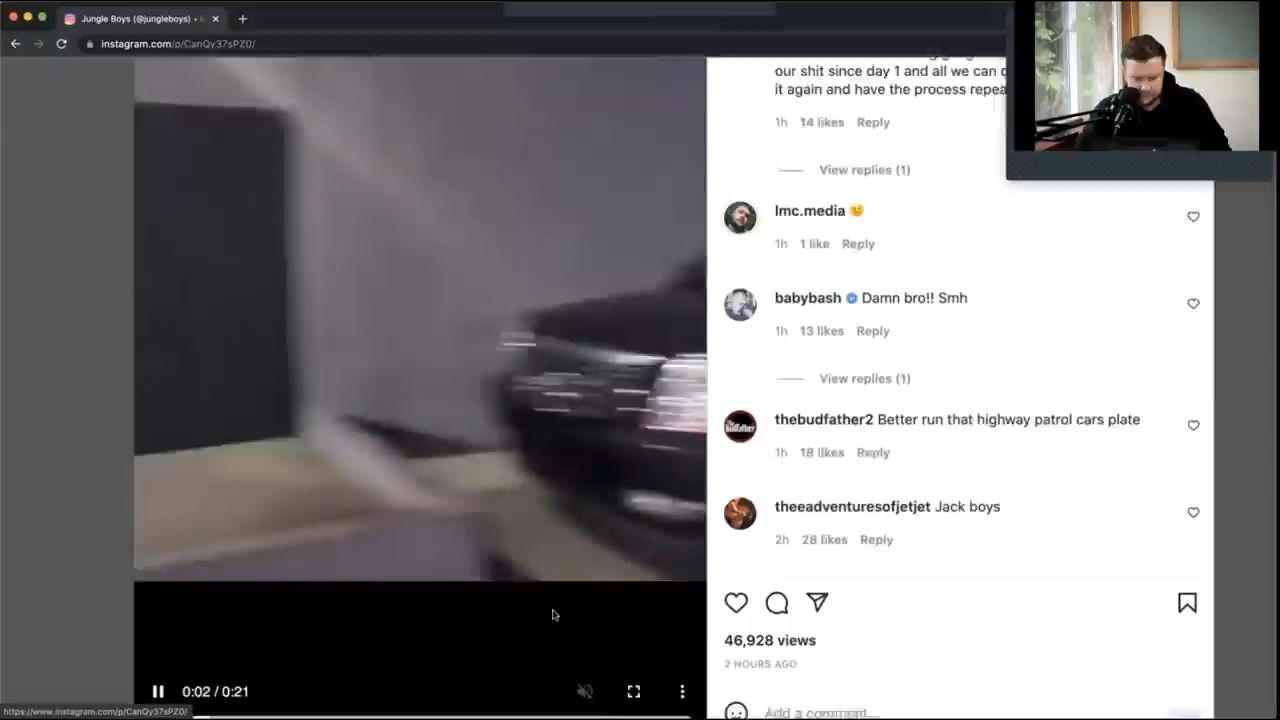 Jungle Boys (@jungleboys) •
instagram.com/p/CanQy37sPZ0/
our shit since day 1 and all we can
it again and have the process repea
1h 14 likes Reply
View replies (1)
lmc.media 🫡
1h 1 like Reply
babybash Damn bro!! Smh
1h 13 likes Reply
View replies (1)
thebudfather2 Better run that highway patrol cars plate
1h 18 likes Reply
theeadventuresofjetjet Jack boys
2h 28 likes Reply
46,928 views
2 HOURS AGO
0:02 / 0:21
https://www.instagram.com/p/CanQy37sPZ0/
Add a comment...